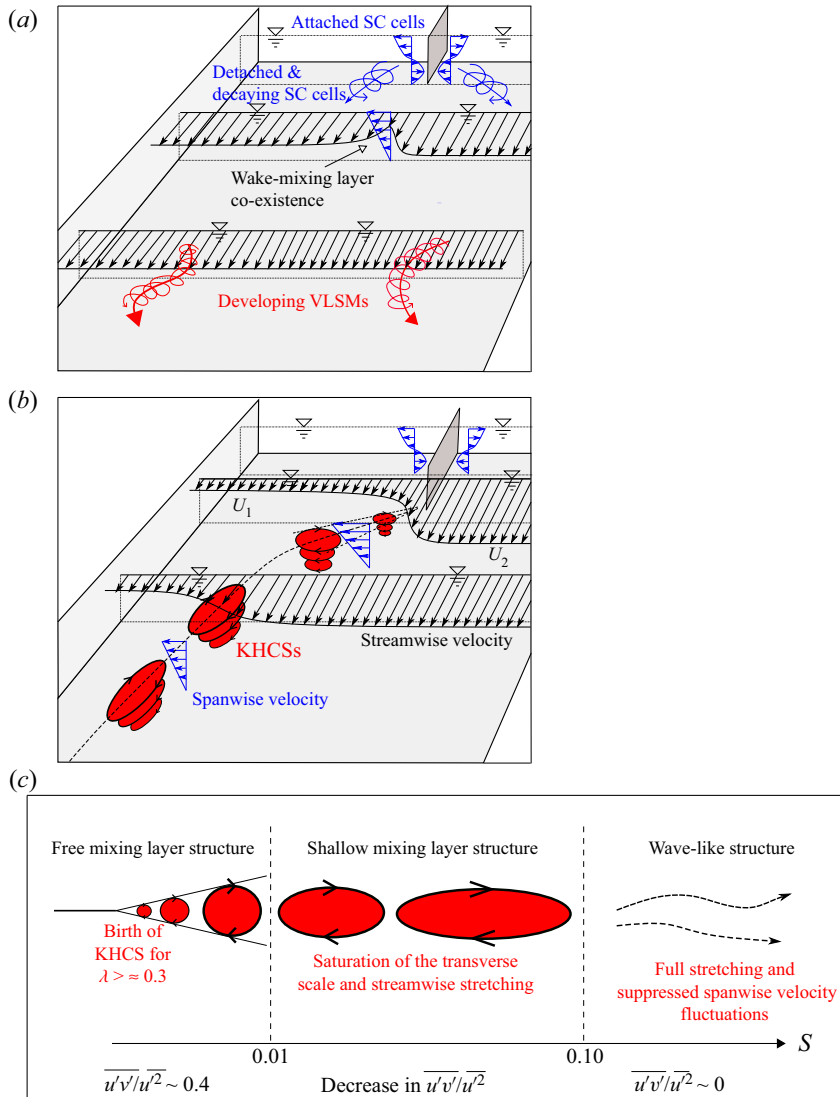 (a)
Attached SC cells
Detached &
decaying SC cells
Wake-mixing layer
co-existence
Developing VLSMs
(b)
U₁
U₂
Streamwise velocity
KHCSs
Spanwise velocity
(c)
Free mixing layer structure
Shallow mixing layer structure
Wave-like structure
Birth of
KHCS for
λ > ≈ 0.3
Saturation of the transverse
scale and streamwise stretching
Full stretching and
suppressed spanwise velocity
fluctuations
S
0.01
0.10
u'v'/u'² ~ 0.4
Decrease in u'v'/u'²
u'v'/u'² ~ 0